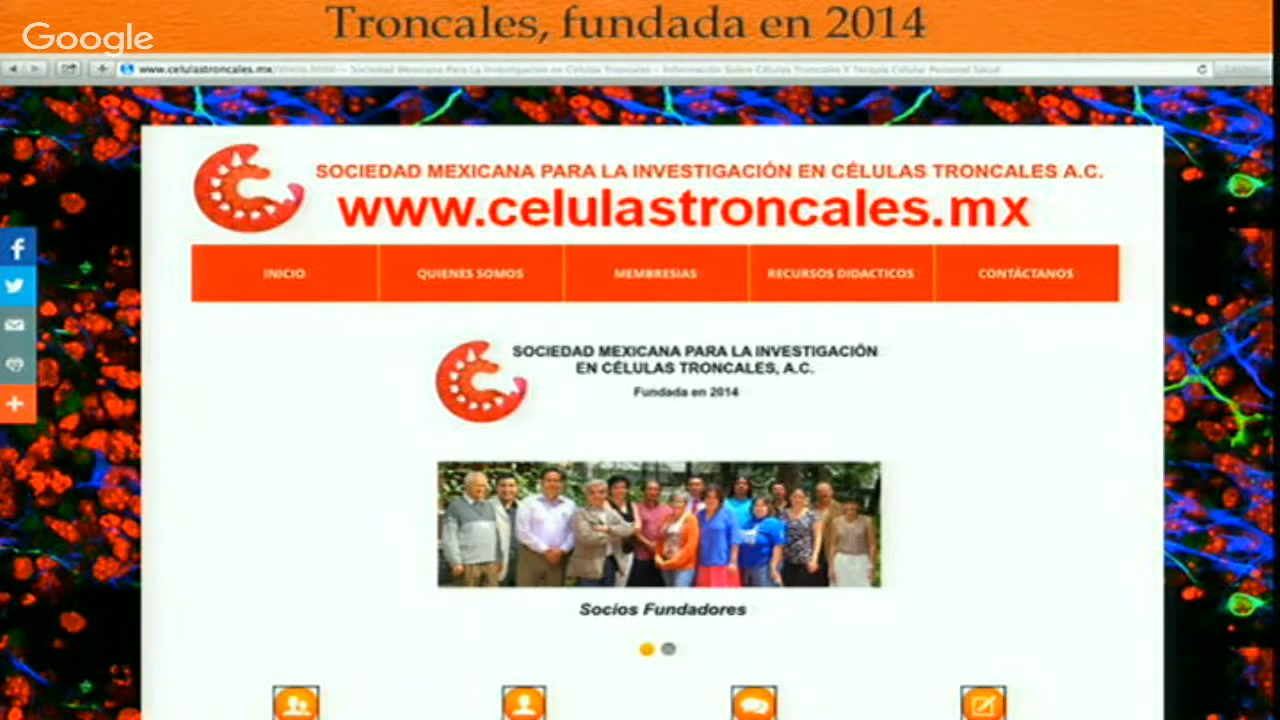 Troncales, fundada en 2014
Google
www.celulastroncales.mx
SOCIEDAD MEXICANA PARA LA INVESTIGACIÓN EN CÉLULAS TRONCALES A.C.
www.celulastroncales.mx
INICIO QUIENES SOMOS MEMBRESIAS RECURSOS DIDACTICOS CONTÁCTANOS
SOCIEDAD MEXICANA PARA LA INVESTIGACIÓN
EN CÉLULAS TRONCALES, A.C.
Fundada en 2014
Socios Fundadores